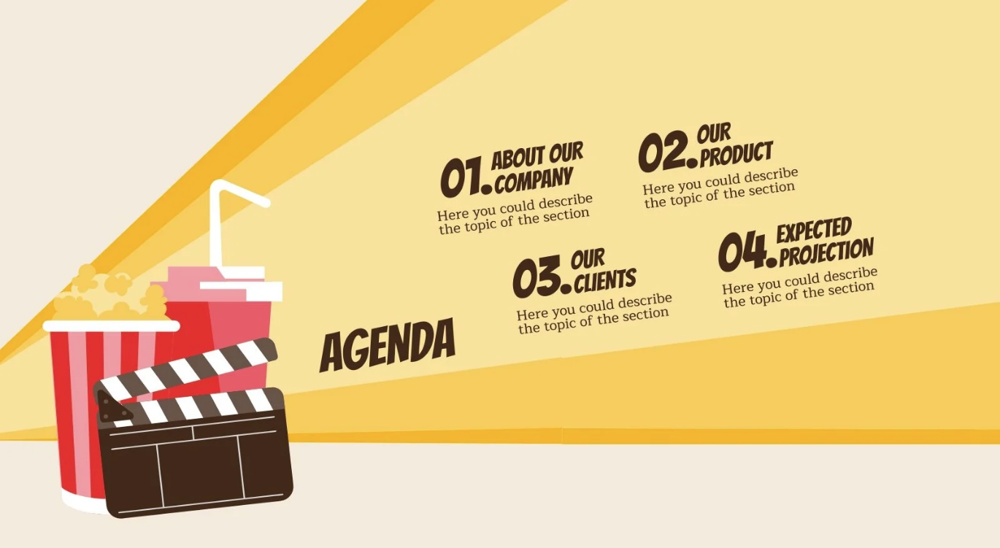 AGENDA
01. ABOUT OUR
COMPANY
Here you could describe
the topic of the section
02. OUR
PRODUCT
Here you could describe
the topic of the section
03. OUR
CLIENTS
Here you could describe
the topic of the section
04. EXPECTED
PROJECTION
Here you could describe
the topic of the section